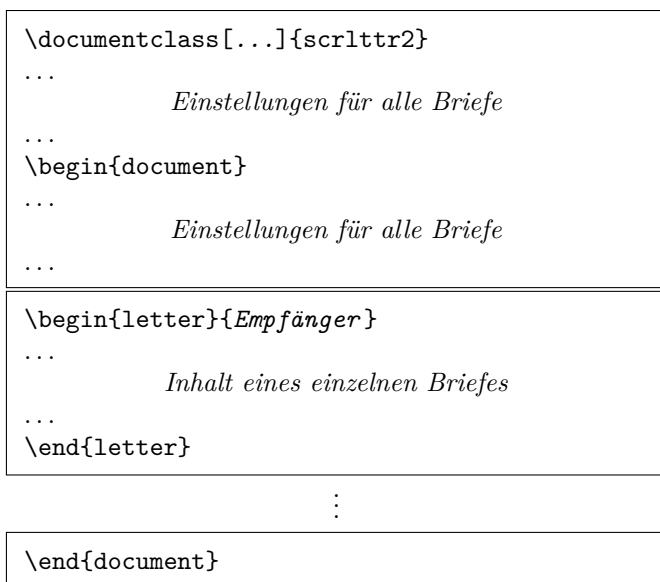 \documentclass[...]{scrlttr2}
...
Einstellungen für alle Briefe
...
\begin{document}
...
Einstellungen für alle Briefe
...
\begin{letter}{Empfänger}
...
Inhalt eines einzelnen Briefes
...
\end{letter}
⋮
\end{document}